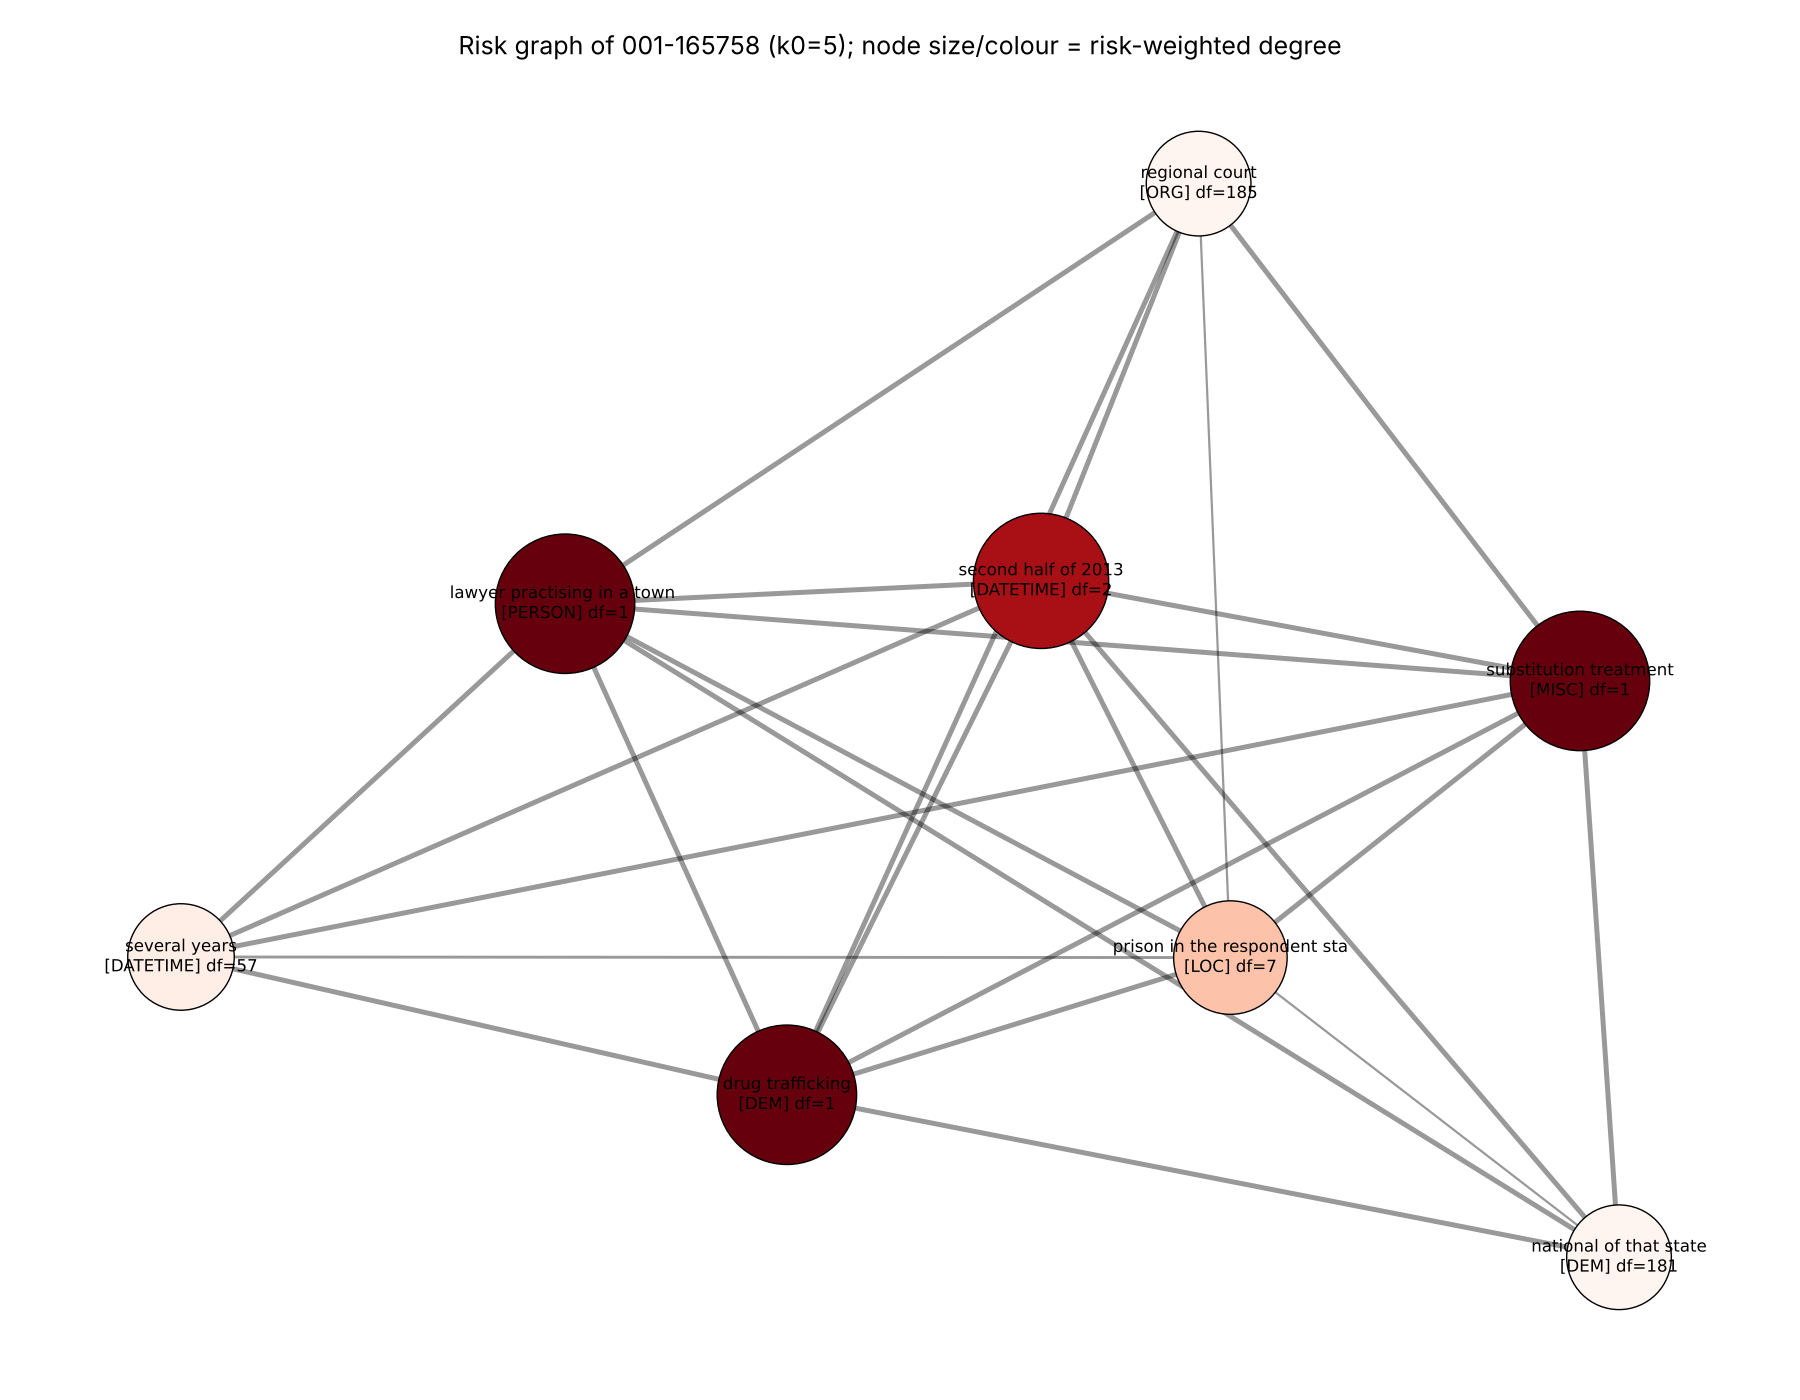 Risk graph of 001-165758 (k0=5); node size/colour = risk-weighted degree
regional court
[ORG] df=185
second half of 2013
[DATETIME] df=2
lawyer practising in a town
[PERSON] df=1
substitution treatment
[MISC] df=1
several years
[DATETIME] df=57
prison in the respondent sta
[LOC] df=7
drug trafficking
[DEM] df=1
national of that state
[DEM] df=181